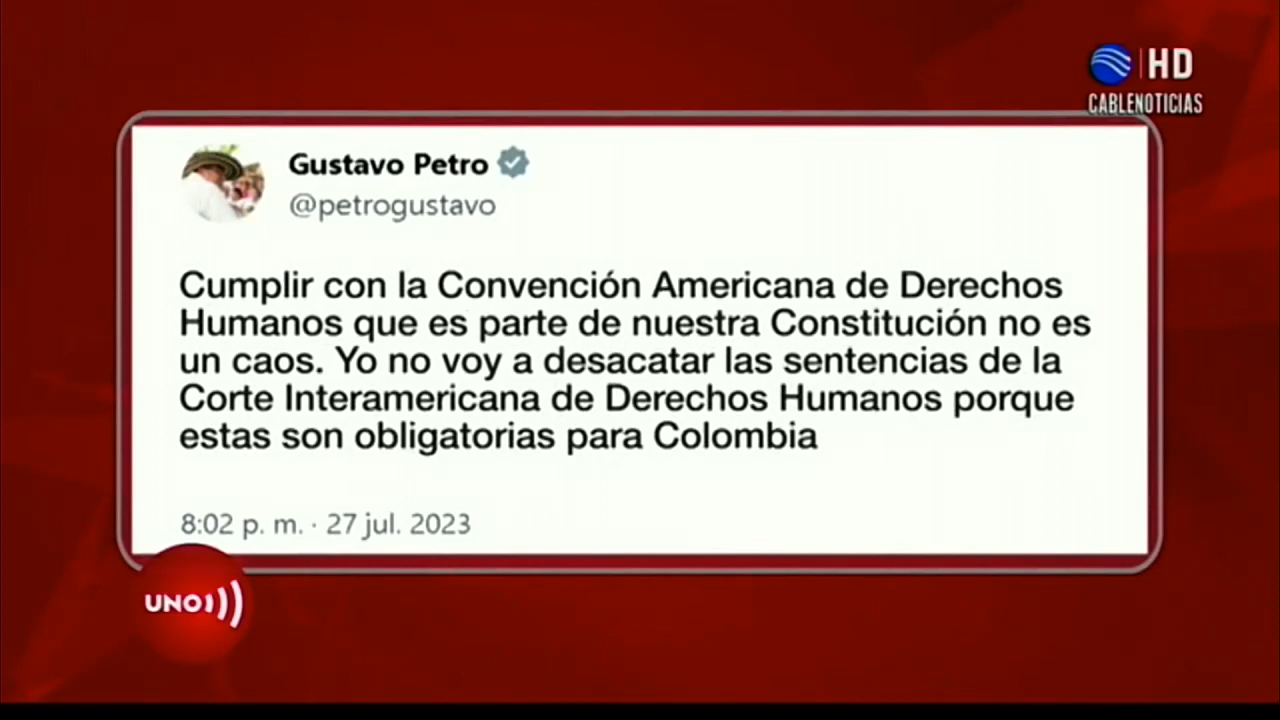 HD
CABLENOTICIAS
Gustavo Petro
@petrogustavo
Cumplir con la Convención Americana de Derechos
Humanos que es parte de nuestra Constitución no es
un caos. Yo no voy a desacatar las sentencias de la
Corte Interamericana de Derechos Humanos porque
estas son obligatorias para Colombia
8:02 p. m. · 27 jul. 2023
UNO